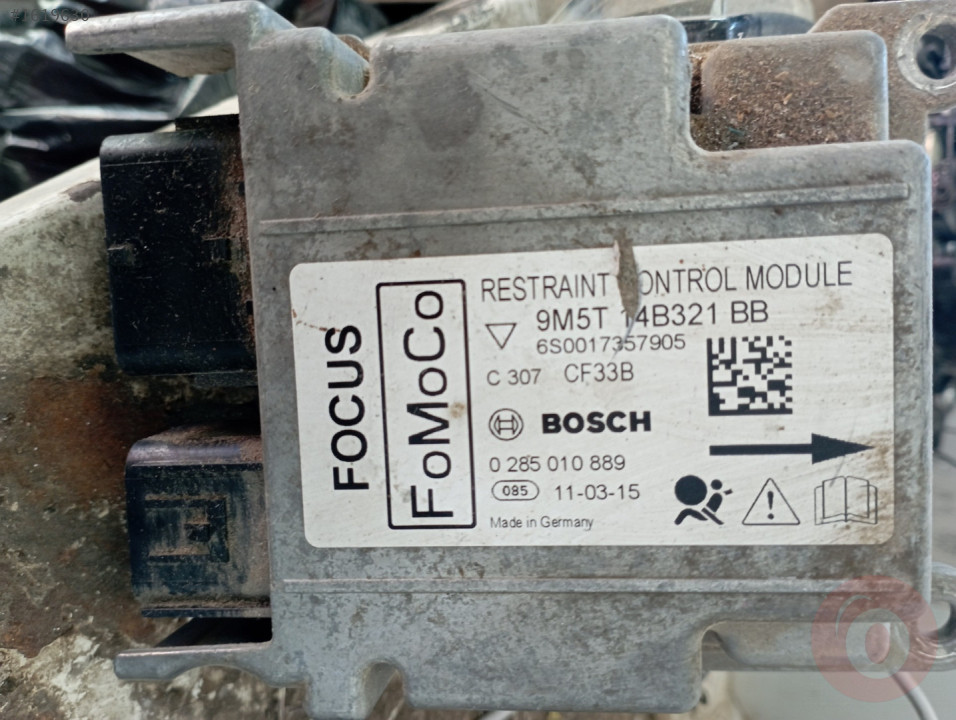 FOCUS
FoMoCo
RESTRAINT CONTROL MODULE
9M5T 14B321 BB
6S0017357905
C 307 CF33B
BOSCH
0 285 010 889
085 11-03-15
Made in Germany